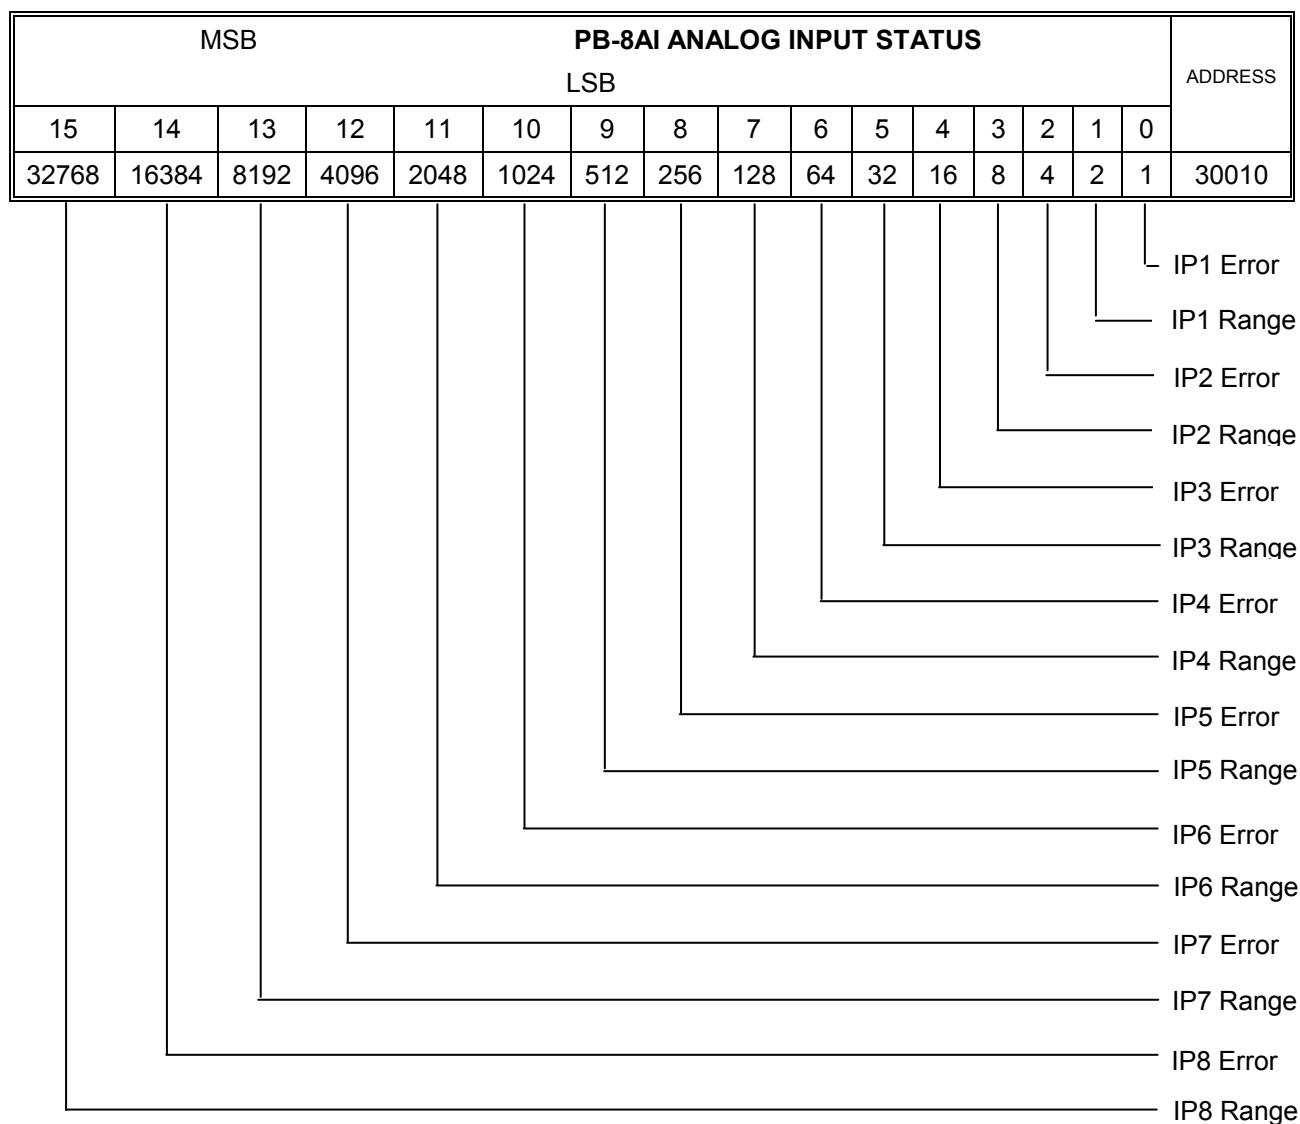 MSB PB-8AI ANALOG INPUT STATUS
LSB
ADDRESS
15 14 13 12 11 10 9 8 7 6 5 4 3 2 1 0
32768 16384 8192 4096 2048 1024 512 256 128 64 32 16 8 4 2 1 30010
IP1 Error
IP1 Range
IP2 Error
IP2 Range
IP3 Error
IP3 Range
IP4 Error
IP4 Range
IP5 Error
IP5 Range
IP6 Error
IP6 Range
IP7 Error
IP7 Range
IP8 Error
IP8 Range